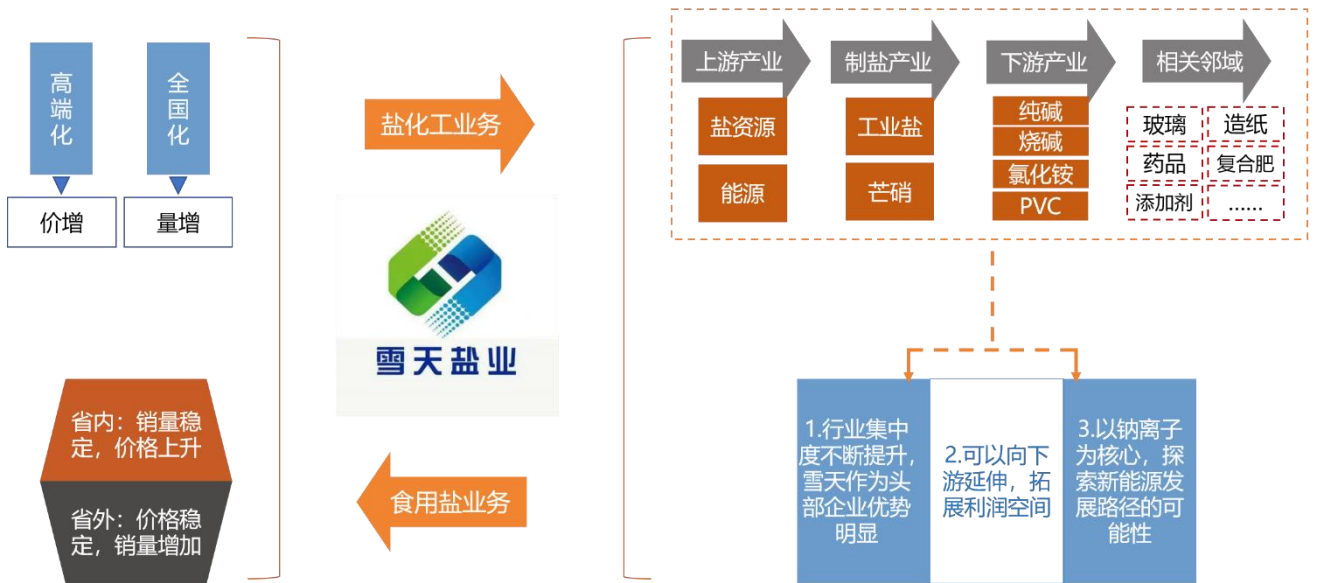 高端化
全国化
价增
量增
省内：销量稳
定，价格上升
省外：价格稳
定，销量增加
盐化工业务
雪天盐业
食用盐业务
上游产业
制盐产业
下游产业
相关邻域
盐资源
能源
工业盐
芒硝
纯碱
烧碱
氯化铵
PVC
玻璃
造纸
药品
复合肥
添加剂
……
1.行业集中
度不断提升，
雪天作为头
部企业优势
明显
2.可以向下
游延伸，拓
展利润空间
3.以钠离子
为核心，探
索新能源发
展路径的可
能性